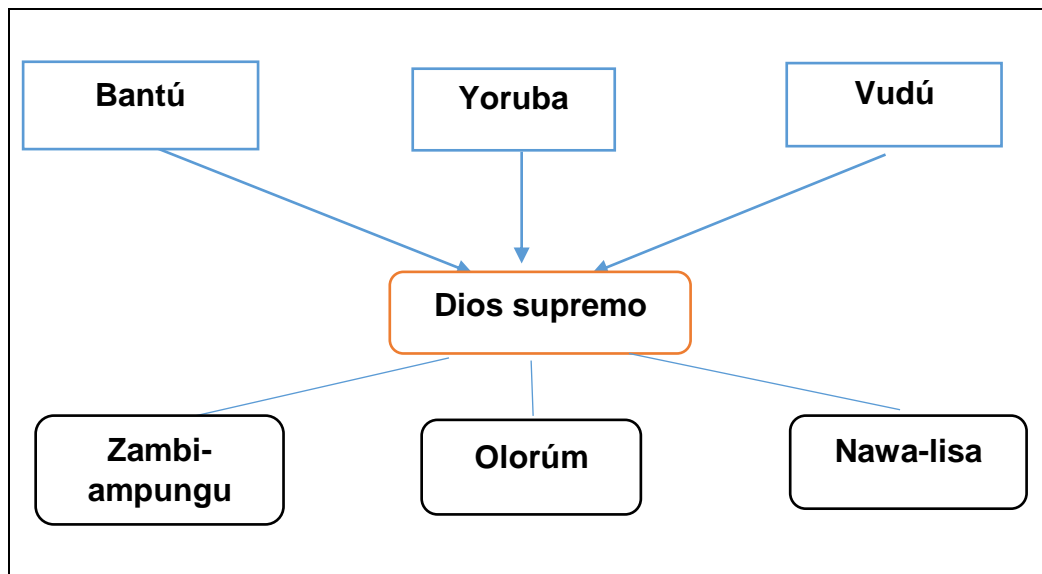 Bantú
Yoruba
Vudú
Dios supremo
Zambi-
ampungu
Olorúm
Nawa-lisa